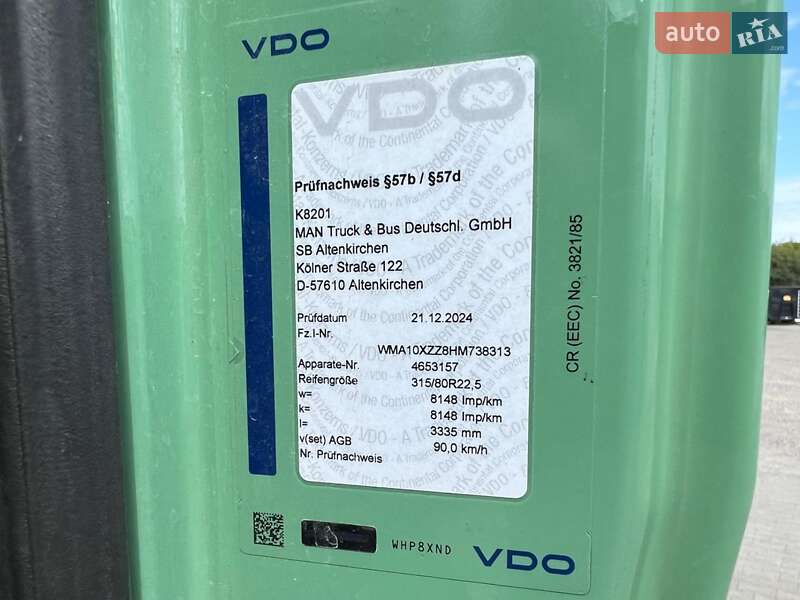 auto RIA.com
VDO
VDO
Prüfnachweis §57b / §57d
K8201
MAN Truck & Bus Deutschl. GmbH
SB Altenkirchen
Kölner Straße 122
D-57610 Altenkirchen
Prüfdatum 21.12.2024
Fz.I-Nr.
WMA10XZZ8HM738313
Apparate-Nr. 4653157
Reifengröße 315/80R22,5
w= 8148 Imp/km
k= 8148 Imp/km
l= 3335 mm
v(set) AGB 90,0 km/h
Nr. Prüfnachweis
CR (EEC) No. 3821/85
WHP8XND
VDO